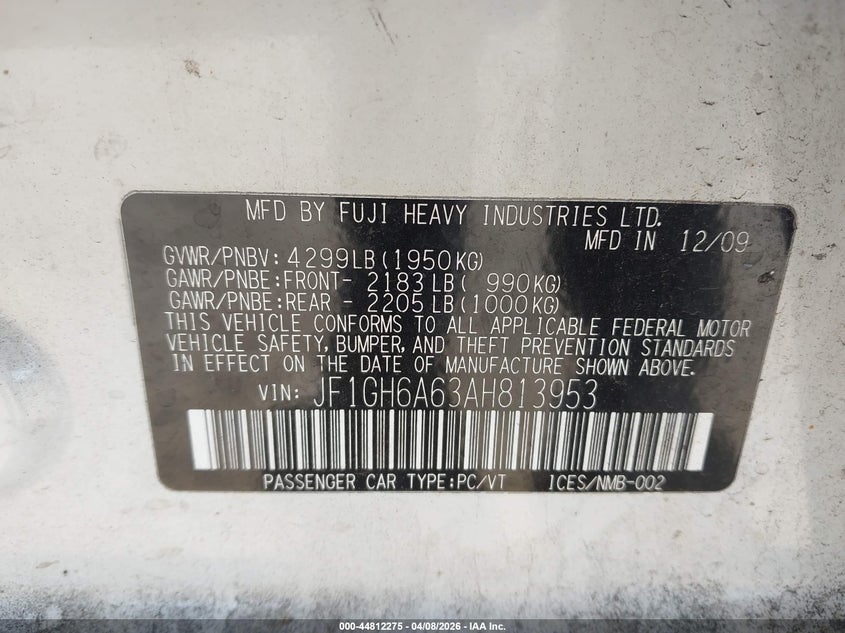 MFD BY FUJI HEAVY INDUSTRIES LTD.
MFD IN 12/09
GVWR/PNBV: 4299LB(1950KG)
GAWR/PNBE:FRONT- 2183LB( 990KG)
GAWR/PNBE:REAR - 2205LB(1000KG)
THIS VEHICLE CONFORMS TO ALL APPLICABLE FEDERAL MOTOR
VEHICLE SAFETY, BUMPER, AND THEFT PREVENTION STANDARDS
IN EFFECT ON THE DATE OF MANUFACTURE SHOWN ABOVE.
VIN: JF1GH6A63AH813953
PASSENGER CAR TYPE:PC/VT ICES/NMB-002
000-44812275 - 04/08/2026 - IAA Inc.